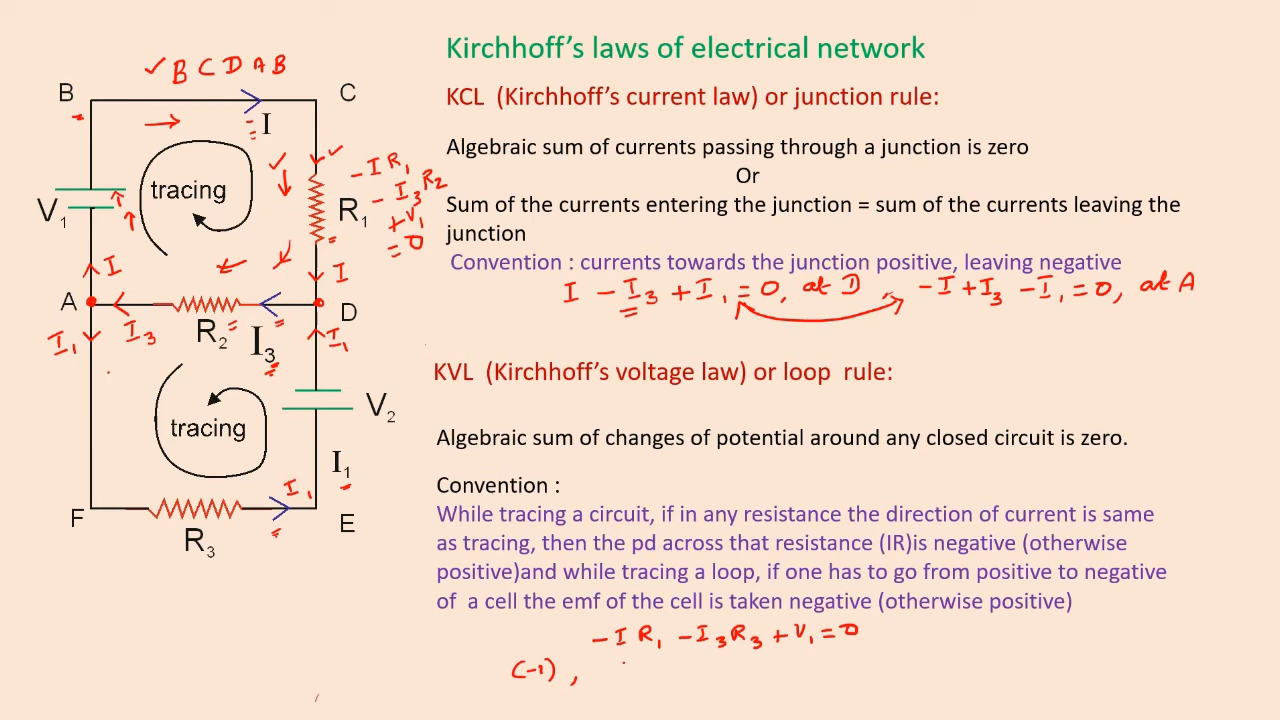 Kirchhoff's laws of electrical network
KCL (Kirchhoff's current law) or junction rule:
Algebraic sum of currents passing through a junction is zero
Or
Sum of the currents entering the junction = sum of the currents leaving the
junction
Convention : currents towards the junction positive, leaving negative
I - I₃ + I₁ = 0, at D
-I + I₃ - I₁ = 0, at A
KVL (Kirchhoff's voltage law) or loop rule:
Algebraic sum of changes of potential around any closed circuit is zero.
Convention :
While tracing a circuit, if in any resistance the direction of current is same
as tracing, then the pd across that resistance (IR)is negative (otherwise
positive)and while tracing a loop, if one has to go from positive to negative
of a cell the emf of the cell is taken negative (otherwise positive)
-I R₁ - I₃R₃ + V₁ = 0
(-1) ,
✓ B C D A B
B
C
I
tracing
V₁
R₁
-I R₁
- I₃ R₂
+ V₁
= 0
I
I
A
D
R₂
I₃
I₃
I₁
I₁
V₂
tracing
I₁
I₁
F
E
R₃